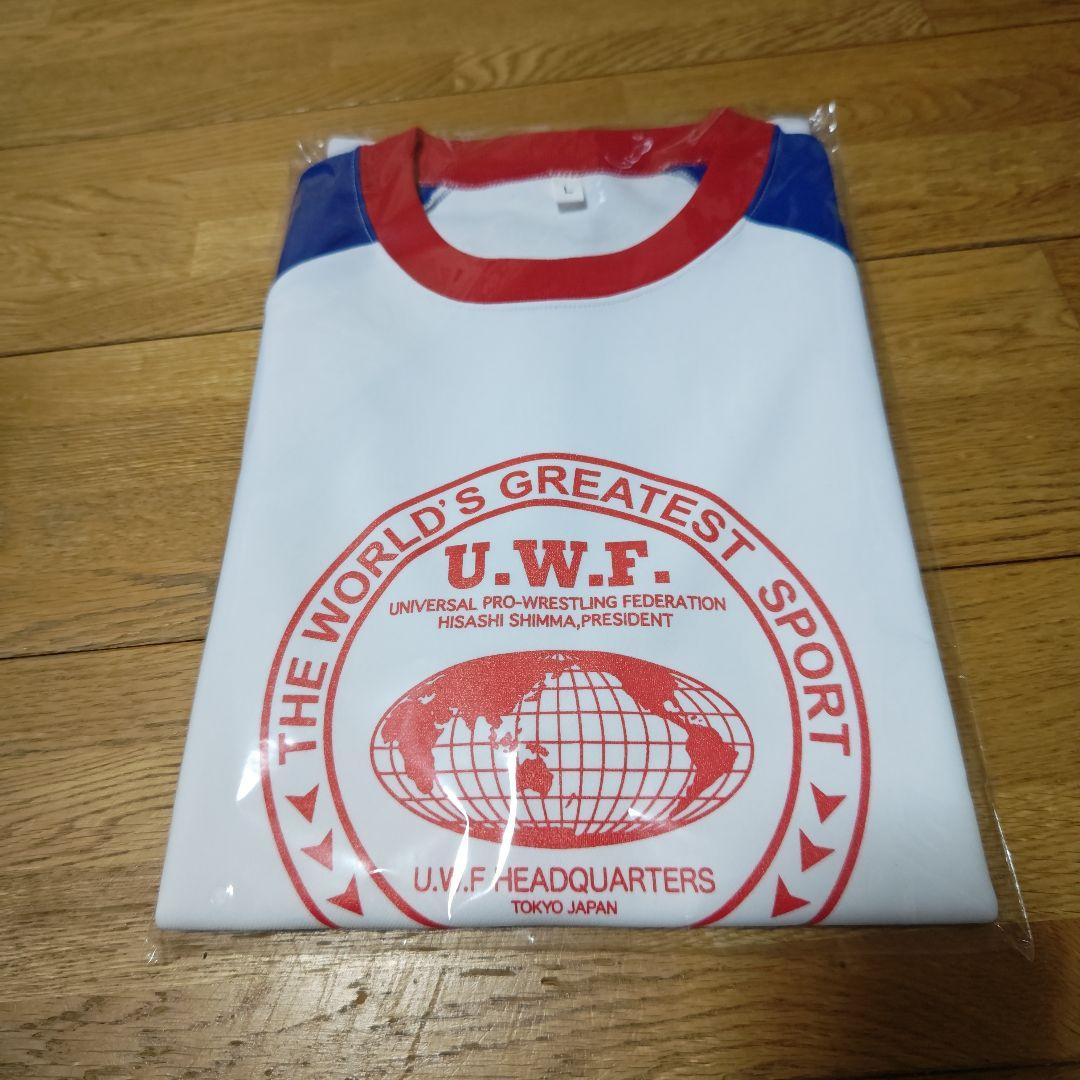 L
THE WORLD'S GREATEST SPORT
U.W.F.
UNIVERSAL PRO-WRESTLING FEDERATION
HISASHI SHIMMA,PRESIDENT
U.W.F HEADQUARTERS
TOKYO JAPAN